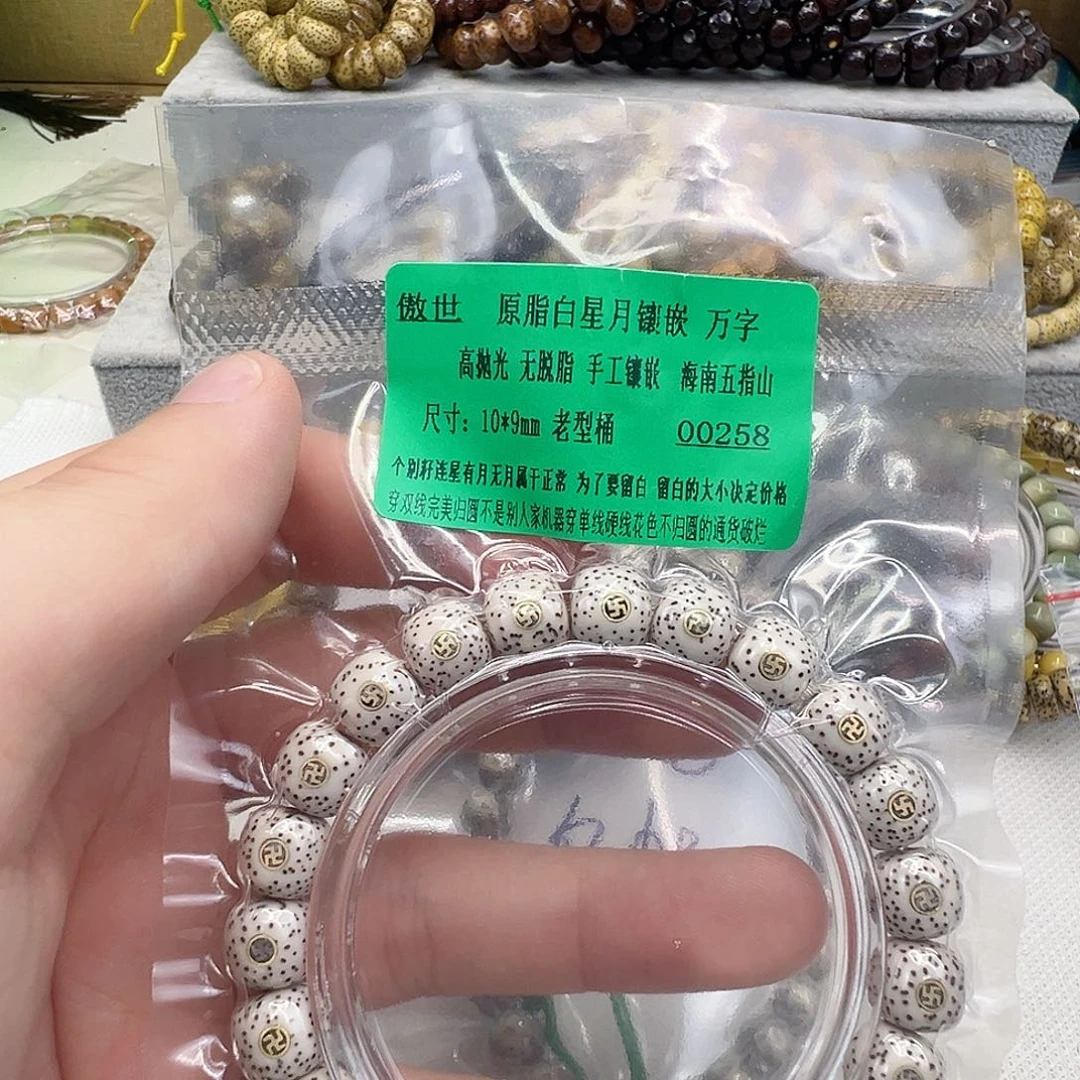 傲世 原脂白星月镶嵌 万字
高抛光 无脱脂 手工镶嵌 海南五指山
尺寸：10*9mm 老型桶 00258
个别籽连星有月无月属于正常 为了要留白 留白的大小决定价格
穿双线完美归圆不是别人家机器穿单线硬线花色不归圆的通货破烂